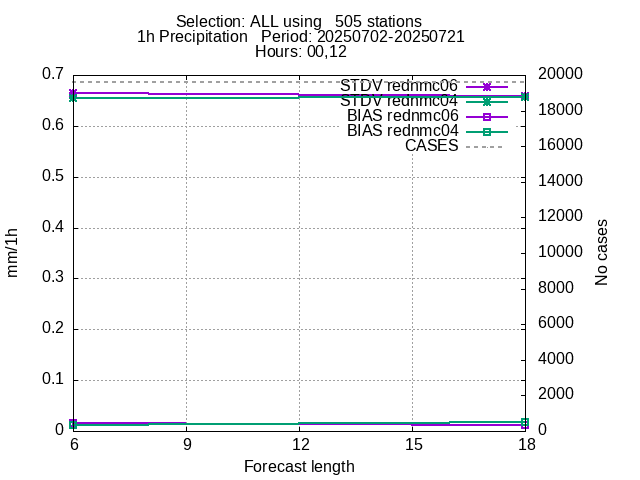 Selection: ALL using   505 stations
1h Precipitation   Period: 20250702-20250721
Hours: 00,12
0.7
0.6
0.5
0.4
0.3
0.2
0.1
0
mm/1h
STDV rednmc06
STDV rednmc04
BIAS rednmc06
BIAS rednmc04
CASES
20000
18000
16000
14000
12000
10000
8000
6000
4000
2000
0
No cases
6 9 12 15 18
Forecast length